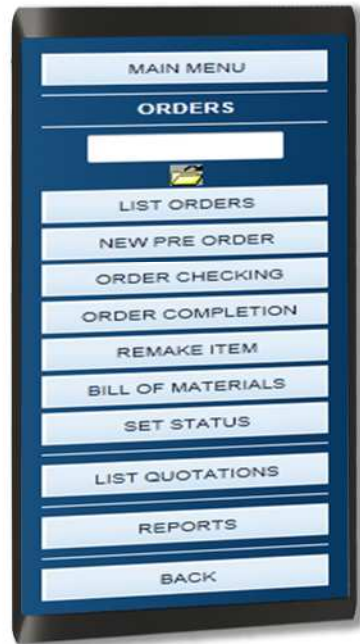 MAIN MENU
ORDERS
LIST ORDERS
NEW PRE ORDER
ORDER CHECKING
ORDER COMPLETION
REMAKE ITEM
BILL OF MATERIALS
SET STATUS
LIST QUOTATIONS
REPORTS
BACK